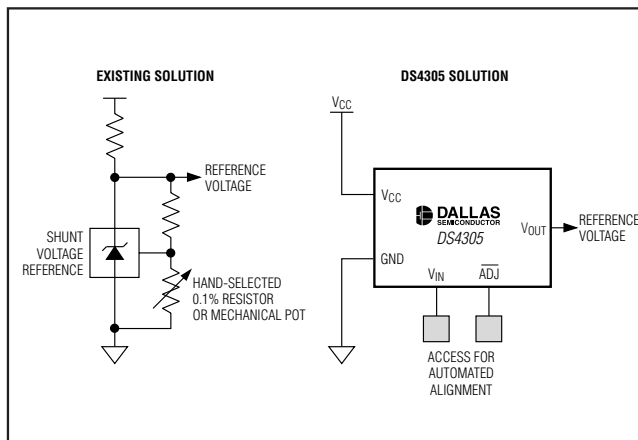 EXISTING SOLUTION
REFERENCE
VOLTAGE
SHUNT
VOLTAGE
REFERENCE
HAND-SELECTED
0.1% RESISTOR
OR MECHANICAL POT
DS4305 SOLUTION
VCC
VCC
DALLAS
SEMICONDUCTOR
DS4305
VOUT
REFERENCE
VOLTAGE
GND
VIN
ADJ
ACCESS FOR
AUTOMATED
ALIGNMENT